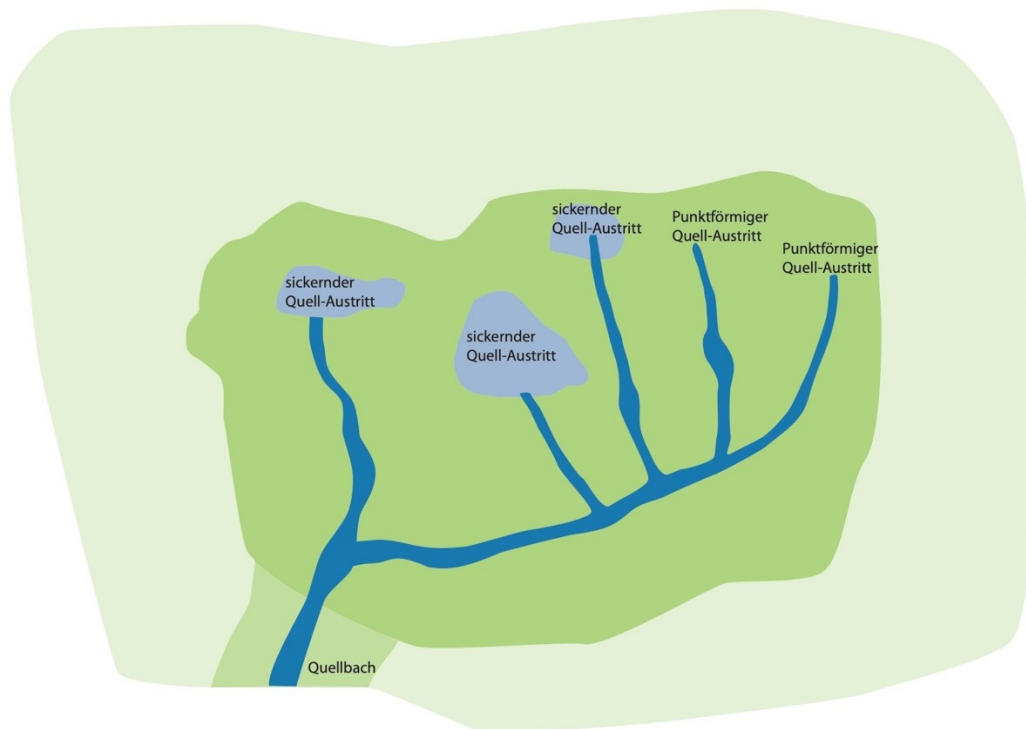 sickernder
Quell-Austritt
Punktförmiger
Quell-Austritt
Punktförmiger
Quell-Austritt
sickernder
Quell-Austritt
sickernder
Quell-Austritt
Quellbach